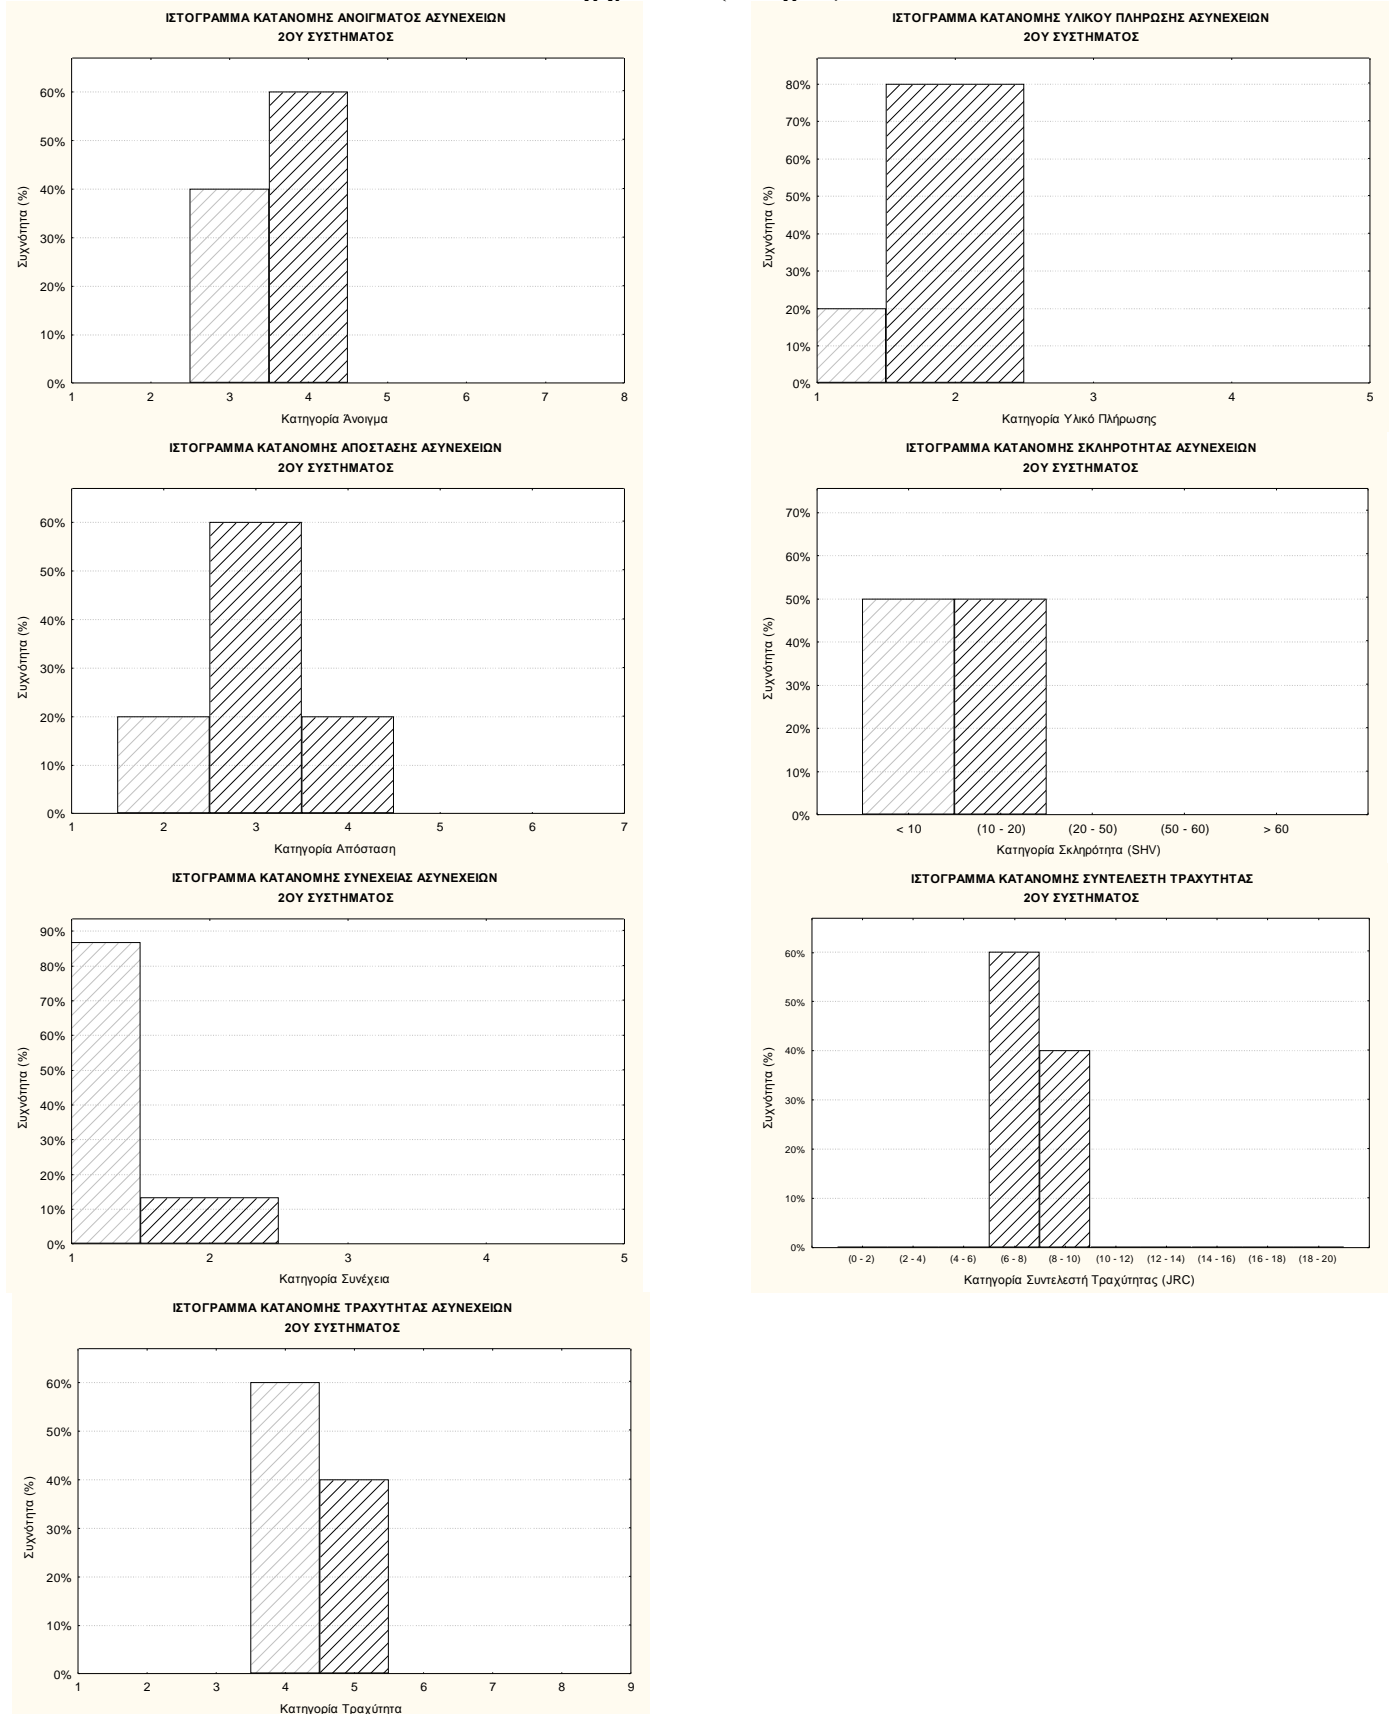 ΙΣΤΟΓΡΑΜΜΑ ΚΑΤΑΝΟΜΗΣ ΑΝΟΙΓΜΑΤΟΣ ΑΣΥΝΕΧΕΙΩΝ
2ΟΥ ΣΥΣΤΗΜΑΤΟΣ
60%
50%
40%
30%
20%
10%
0%
Συχνότητα (%)
1 2 3 4 5 6 7 8
Κατηγορία Άνοιγμα
ΙΣΤΟΓΡΑΜΜΑ ΚΑΤΑΝΟΜΗΣ ΥΛΙΚΟΥ ΠΛΗΡΩΣΗΣ ΑΣΥΝΕΧΕΙΩΝ
2ΟΥ ΣΥΣΤΗΜΑΤΟΣ
80%
70%
60%
50%
40%
30%
20%
10%
0%
Συχνότητα (%)
1 2 3 4 5
Κατηγορία Υλικό Πλήρωσης
ΙΣΤΟΓΡΑΜΜΑ ΚΑΤΑΝΟΜΗΣ ΑΠΟΣΤΑΣΗΣ ΑΣΥΝΕΧΕΙΩΝ
2ΟΥ ΣΥΣΤΗΜΑΤΟΣ
60%
50%
40%
30%
20%
10%
0%
Συχνότητα (%)
1 2 3 4 5 6 7
Κατηγορία Απόσταση
ΙΣΤΟΓΡΑΜΜΑ ΚΑΤΑΝΟΜΗΣ ΣΚΛΗΡΟΤΗΤΑΣ ΑΣΥΝΕΧΕΙΩΝ
2ΟΥ ΣΥΣΤΗΜΑΤΟΣ
70%
60%
50%
40%
30%
20%
10%
0%
Συχνότητα (%)
< 10 (10 - 20) (20 - 50) (50 - 60) > 60
Κατηγορία Σκληρότητα (SHV)
ΙΣΤΟΓΡΑΜΜΑ ΚΑΤΑΝΟΜΗΣ ΣΥΝΕΧΕΙΑΣ ΑΣΥΝΕΧΕΙΩΝ
2ΟΥ ΣΥΣΤΗΜΑΤΟΣ
90%
80%
70%
60%
50%
40%
30%
20%
10%
0%
Συχνότητα (%)
1 2 3 4 5
Κατηγορία Συνέχεια
ΙΣΤΟΓΡΑΜΜΑ ΚΑΤΑΝΟΜΗΣ ΣΥΝΤΕΛΕΣΤΗ ΤΡΑΧΥΤΗΤΑΣ
2ΟΥ ΣΥΣΤΗΜΑΤΟΣ
60%
50%
40%
30%
20%
10%
0%
Συχνότητα (%)
(0 - 2) (2 - 4) (4 - 6) (6 - 8) (8 - 10) (10 - 12) (12 - 14) (14 - 16) (16 - 18) (18 - 20)
Κατηγορία Συντελεστή Τραχύτητας (JRC)
ΙΣΤΟΓΡΑΜΜΑ ΚΑΤΑΝΟΜΗΣ ΤΡΑΧΥΤΗΤΑΣ ΑΣΥΝΕΧΕΙΩΝ
2ΟΥ ΣΥΣΤΗΜΑΤΟΣ
60%
50%
40%
30%
20%
10%
0%
Συχνότητα (%)
1 2 3 4 5 6 7 8 9
Κατηγορία Τραχύτητα